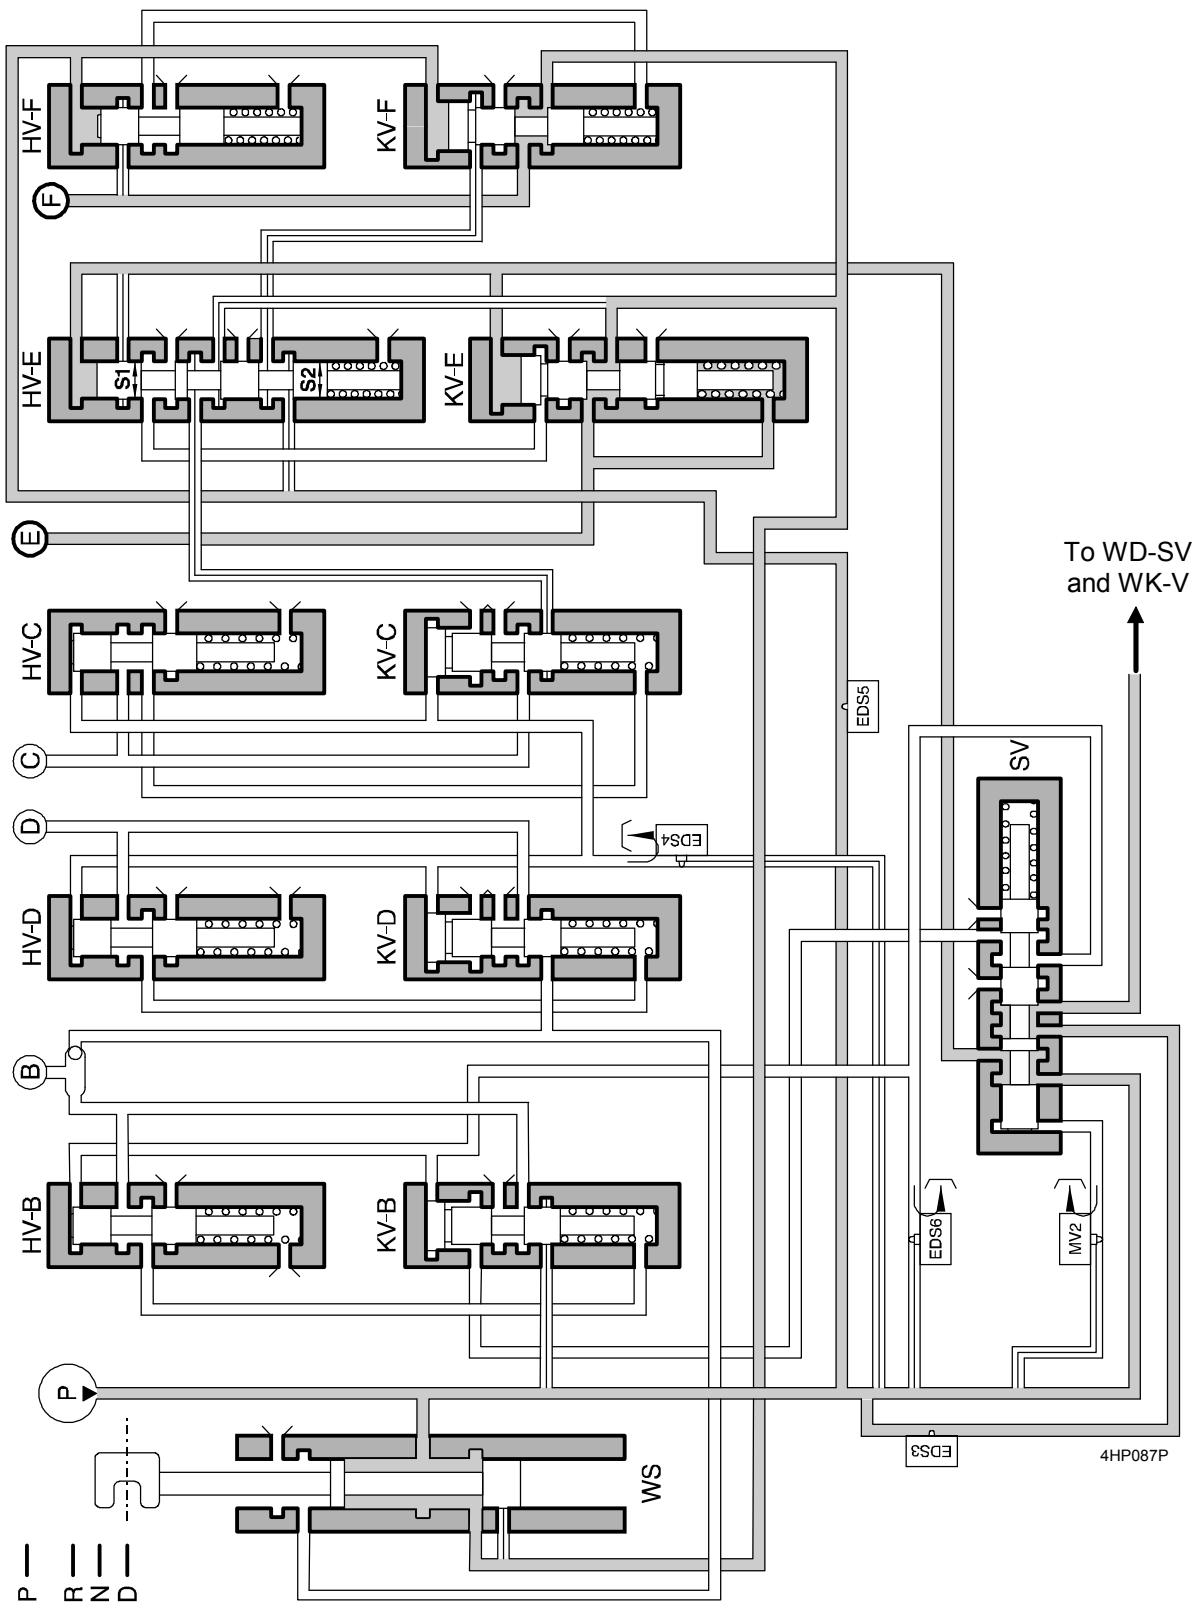 HV-F
KV-F
F
HV-E
S1
S2
KV-E
E
To WD-SV
and WK-V
HV-C
KV-C
C
EDS5
SV
D
EDS4
HV-D
KV-D
B
HV-B
KV-B
EDS6
MV2
P
EDS3
4HP087P
WS
P
R
N
D